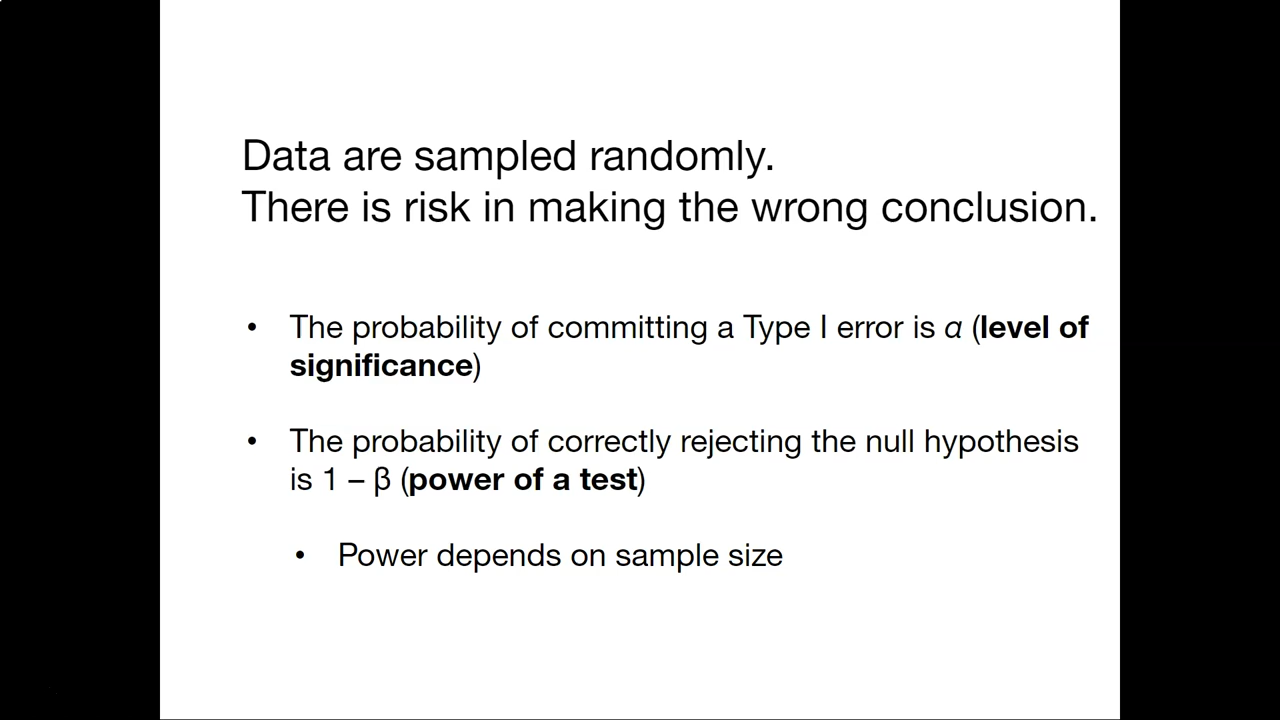 Data are sampled randomly.
There is risk in making the wrong conclusion.
• The probability of committing a Type I error is α (level of
significance)
• The probability of correctly rejecting the null hypothesis
is 1 – β (power of a test)
• Power depends on sample size